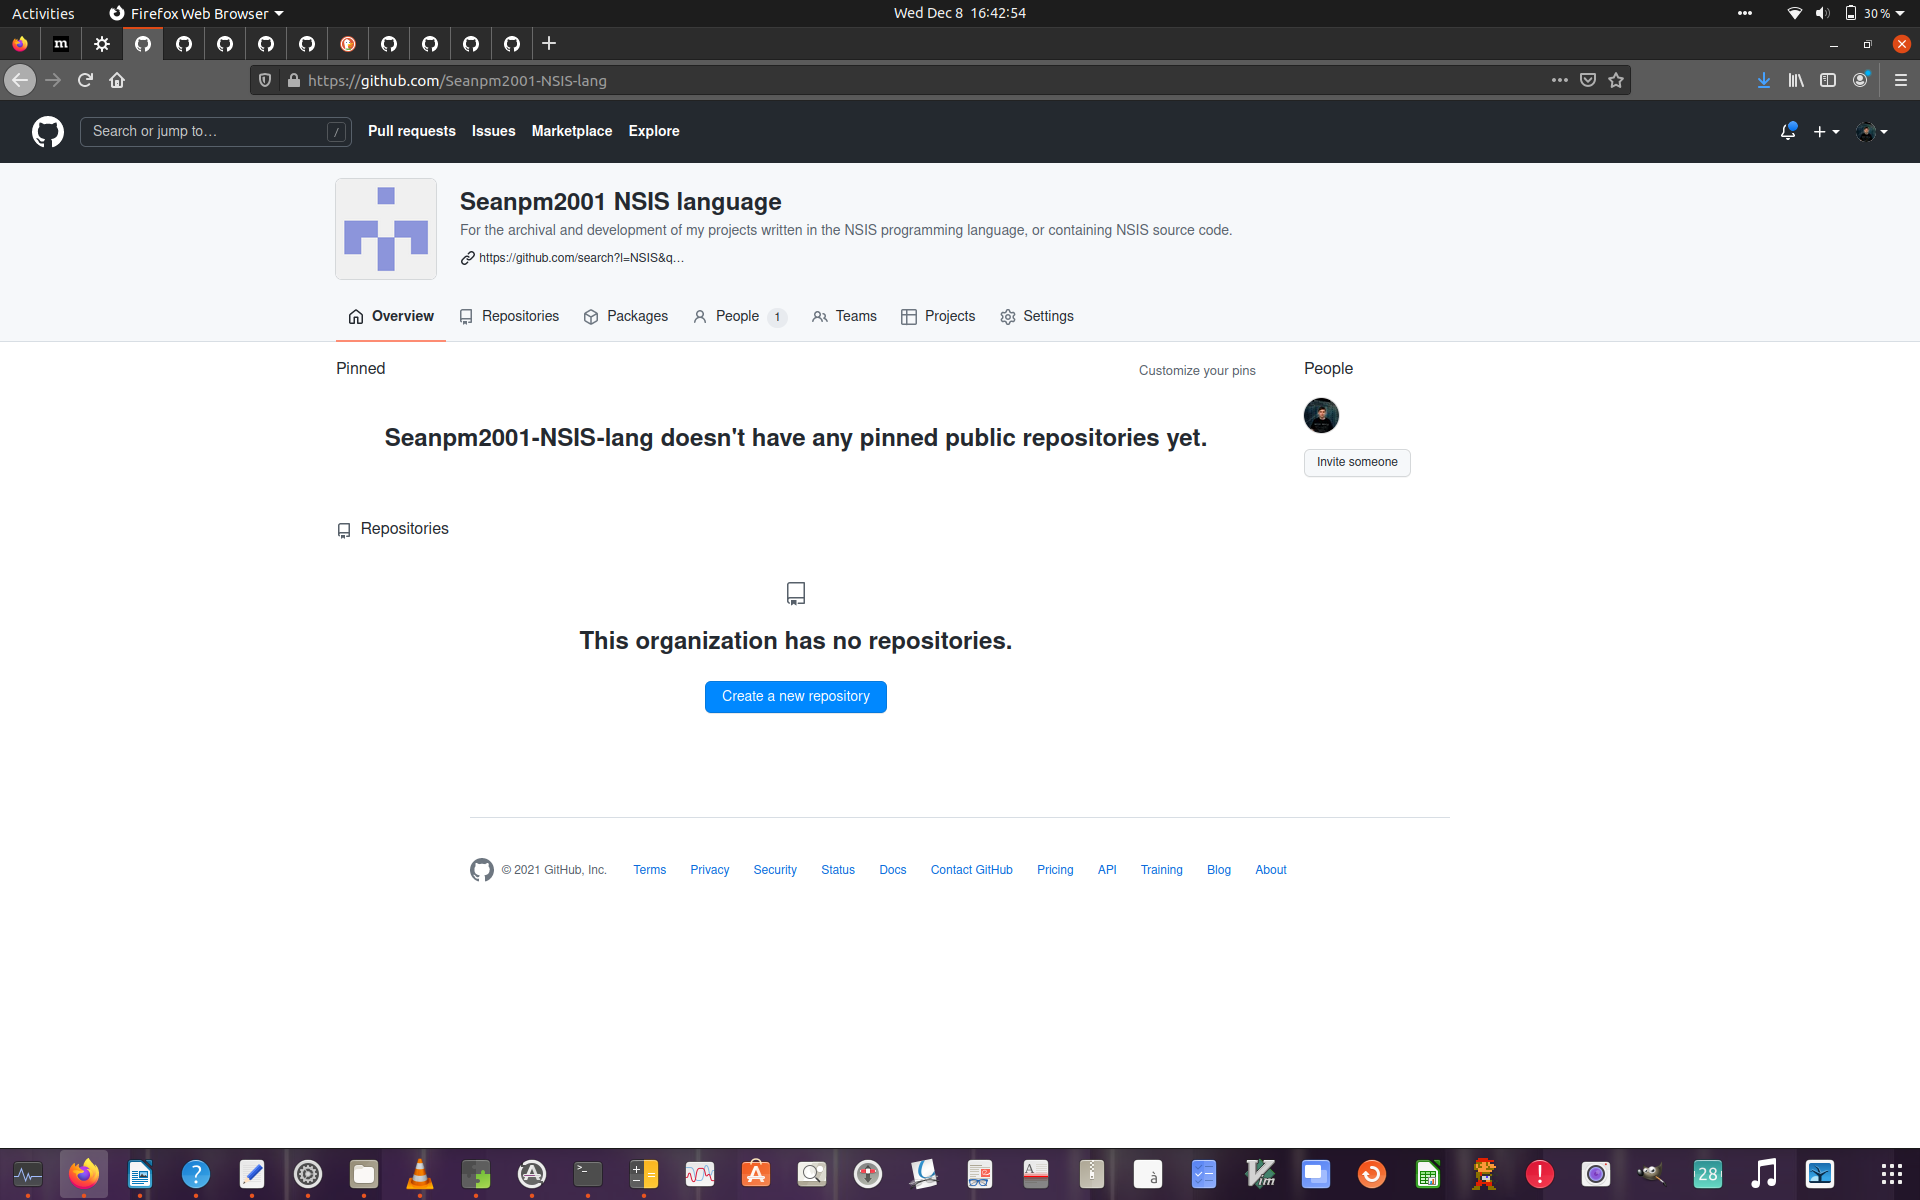 Activities
Firefox Web Browser
Wed Dec 8 16:42:54
30 %
m
https://github.com/Seanpm2001-NSIS-lang
Search or jump to…
/
Pull requests
Issues
Marketplace
Explore
Seanpm2001 NSIS language
For the archival and development of my projects written in the NSIS programming language, or containing NSIS source code.
https://github.com/search?l=NSIS&q…
Overview
Repositories
Packages
People 1
Teams
Projects
Settings
Pinned
Customize your pins
People
Seanpm2001-NSIS-lang doesn't have any pinned public repositories yet.
Invite someone
Repositories
This organization has no repositories.
Create a new repository
© 2021 GitHub, Inc.
Terms
Privacy
Security
Status
Docs
Contact GitHub
Pricing
API
Training
Blog
About
28